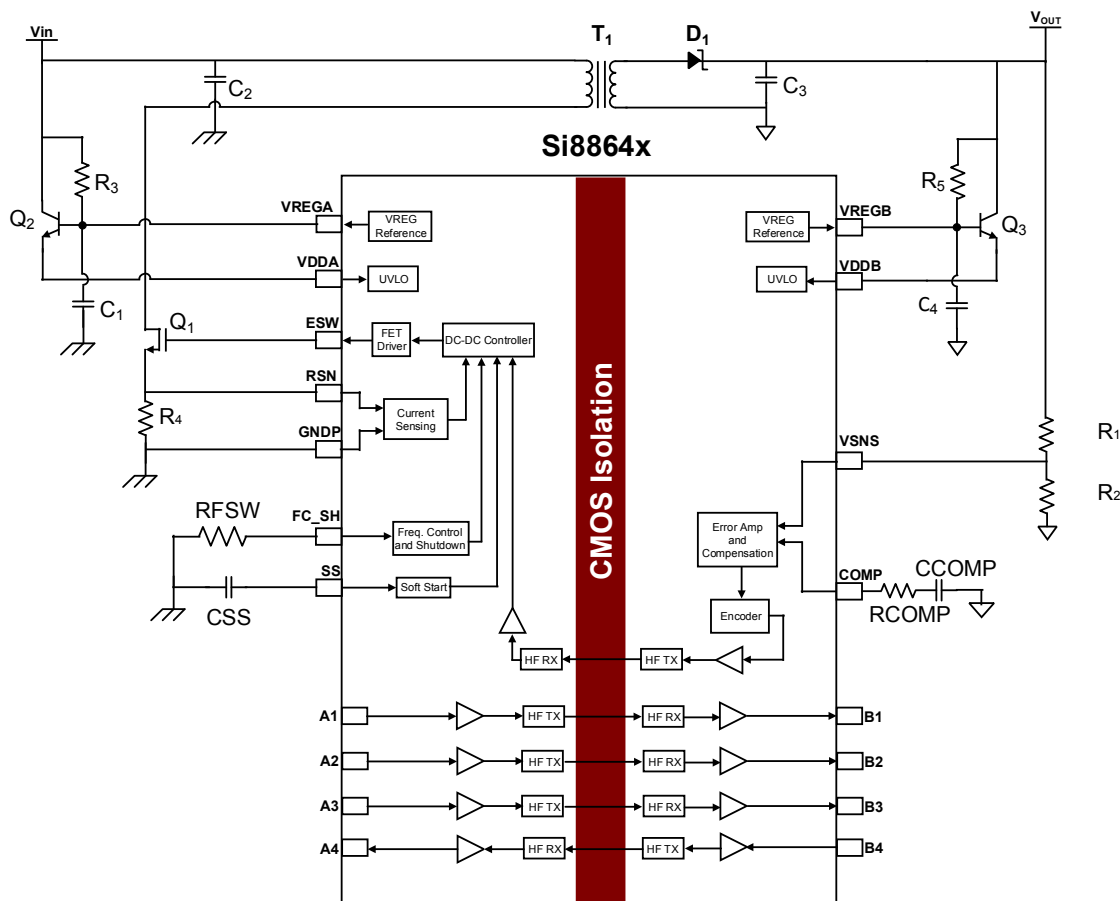 Vin
T1
D1
VOUT
C2
C3
Si8864x
R3
R5
Q2
VREGA
VREG
Reference
VREG
Reference
VREGB
Q3
VDDA
UVLO
UVLO
VDDB
C1
C4
Q1
ESW
FET
Driver
DC-DC Controller
RSN
R4
Current
Sensing
GNDP
CMOS Isolation
VSNS
R1
R2
RFSW
FC_SH
Freq. Control
and Shutdown
Error Amp
and
Compensation
SS
Soft Start
CSS
COMP
CCOMP
RCOMP
Encoder
HF RX
HF TX
A1
HF TX
HF RX
B1
A2
HF TX
HF RX
B2
A3
HF TX
HF RX
B3
A4
HF RX
HF TX
B4